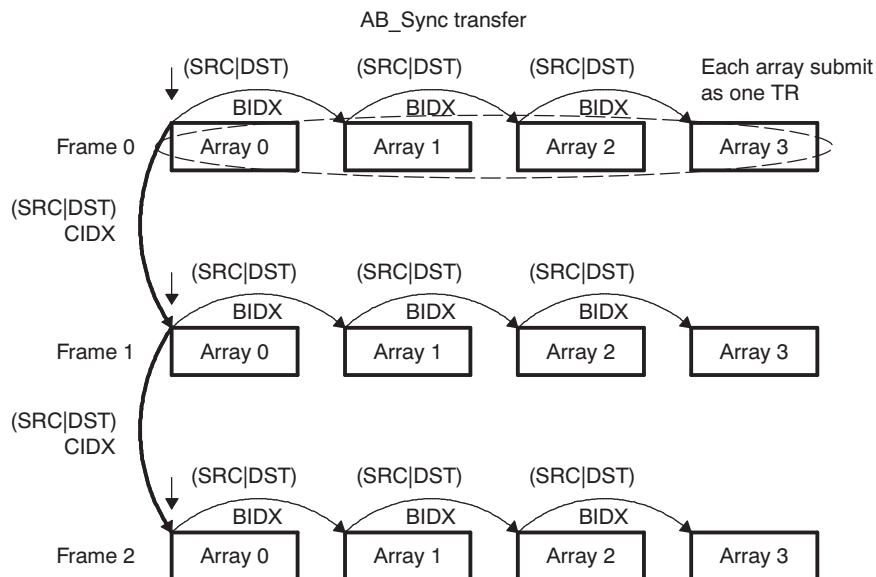 AB_Sync transfer
(SRC|DST) (SRC|DST) (SRC|DST) Each array submit
as one TR
BIDX BIDX BIDX
Frame 0 Array 0 Array 1 Array 2 Array 3
(SRC|DST)
CIDX
(SRC|DST) (SRC|DST) (SRC|DST)
BIDX BIDX BIDX
Frame 1 Array 0 Array 1 Array 2 Array 3
(SRC|DST)
CIDX
(SRC|DST) (SRC|DST) (SRC|DST)
BIDX BIDX BIDX
Frame 2 Array 0 Array 1 Array 2 Array 3